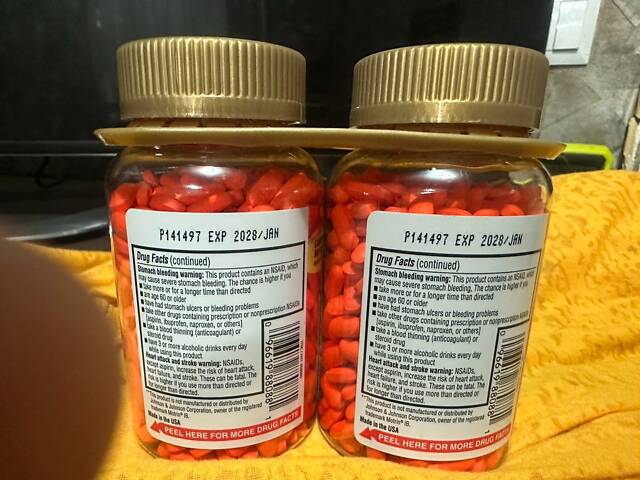 P141497 EXP 2028/JAN
Drug Facts (continued)
Stomach bleeding warning: This product contains an NSAID, which
may cause severe stomach bleeding. The chance is higher if you
■ take more or for a longer time than directed
■ are age 60 or older
■ have had stomach ulcers or bleeding problems
■ take other drugs containing prescription or nonprescription NSAIDs
[aspirin, ibuprofen, naproxen, or others]
■ take a blood thinning (anticoagulant) or
steroid drug
■ have 3 or more alcoholic drinks every day
while using this product
Heart attack and stroke warning: NSAIDs,
except aspirin, increase the risk of heart attack,
heart failure, and stroke. These can be fatal. The
risk is higher if you use more than directed or
for longer than directed.
This product is not manufactured or distributed by
Johnson & Johnson Corporation, owner of the registered
trademark Motrin® IB.
Made in the USA
PEEL HERE FOR MORE DRUG FACTS
P141497 EXP 2028/JAN
Drug Facts (continued)
Stomach bleeding warning: This product contains an NSAID, which
may cause severe stomach bleeding. The chance is higher if you
■ take more or for a longer time than directed
■ are age 60 or older
■ have had stomach ulcers or bleeding problems
■ take other drugs containing prescription or nonprescription NSAIDs
[aspirin, ibuprofen, naproxen, or others]
■ take a blood thinning (anticoagulant) or
steroid drug
■ have 3 or more alcoholic drinks every day
while using this product
Heart attack and stroke warning: NSAIDs,
except aspirin, increase the risk of heart attack,
heart failure, and stroke. These can be fatal. The
risk is higher if you use more than directed or
for longer than directed.
This product is not manufactured or distributed by
Johnson & Johnson Corporation, owner of the registered
trademark Motrin® IB.
Made in the USA
PEEL HERE FOR MORE DRUG FACTS